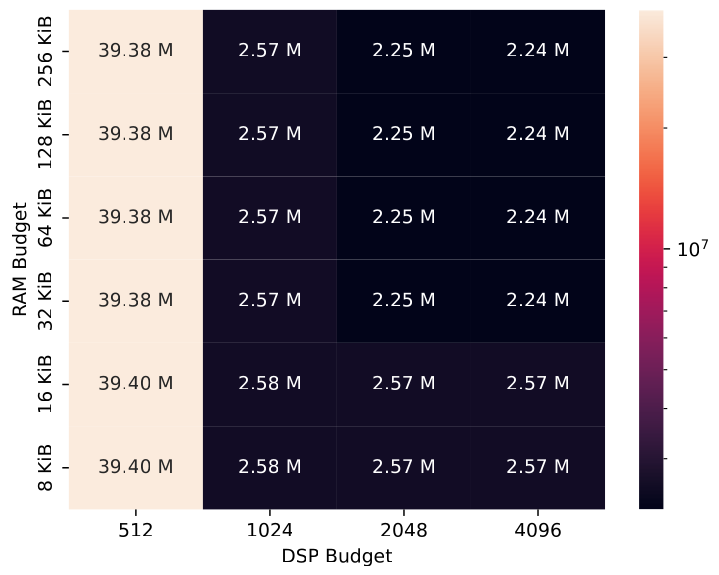 256 KiB 39.38 M 2.57 M 2.25 M 2.24 M
128 KiB 39.38 M 2.57 M 2.25 M 2.24 M
64 KiB 39.38 M 2.57 M 2.25 M 2.24 M
32 KiB 39.38 M 2.57 M 2.25 M 2.24 M
16 KiB 39.40 M 2.58 M 2.57 M 2.57 M
8 KiB 39.40 M 2.58 M 2.57 M 2.57 M
RAM Budget
512 1024 2048 4096
DSP Budget
10⁷